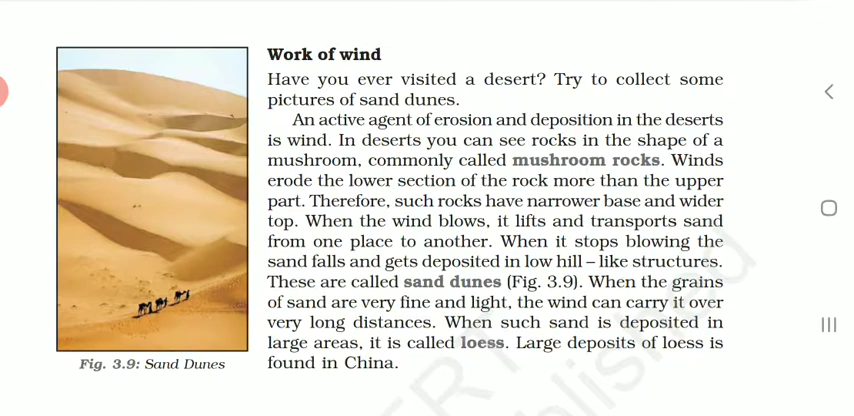 Work of wind
Have you ever visited a desert? Try to collect some
pictures of sand dunes.
An active agent of erosion and deposition in the deserts
is wind. In deserts you can see rocks in the shape of a
mushroom, commonly called mushroom rocks. Winds
erode the lower section of the rock more than the upper
part. Therefore, such rocks have narrower base and wider
top. When the wind blows, it lifts and transports sand
from one place to another. When it stops blowing the
sand falls and gets deposited in low hill – like structures.
These are called sand dunes (Fig. 3.9). When the grains
of sand are very fine and light, the wind can carry it over
very long distances. When such sand is deposited in
large areas, it is called loess. Large deposits of loess is
found in China.
Fig. 3.9: Sand Dunes